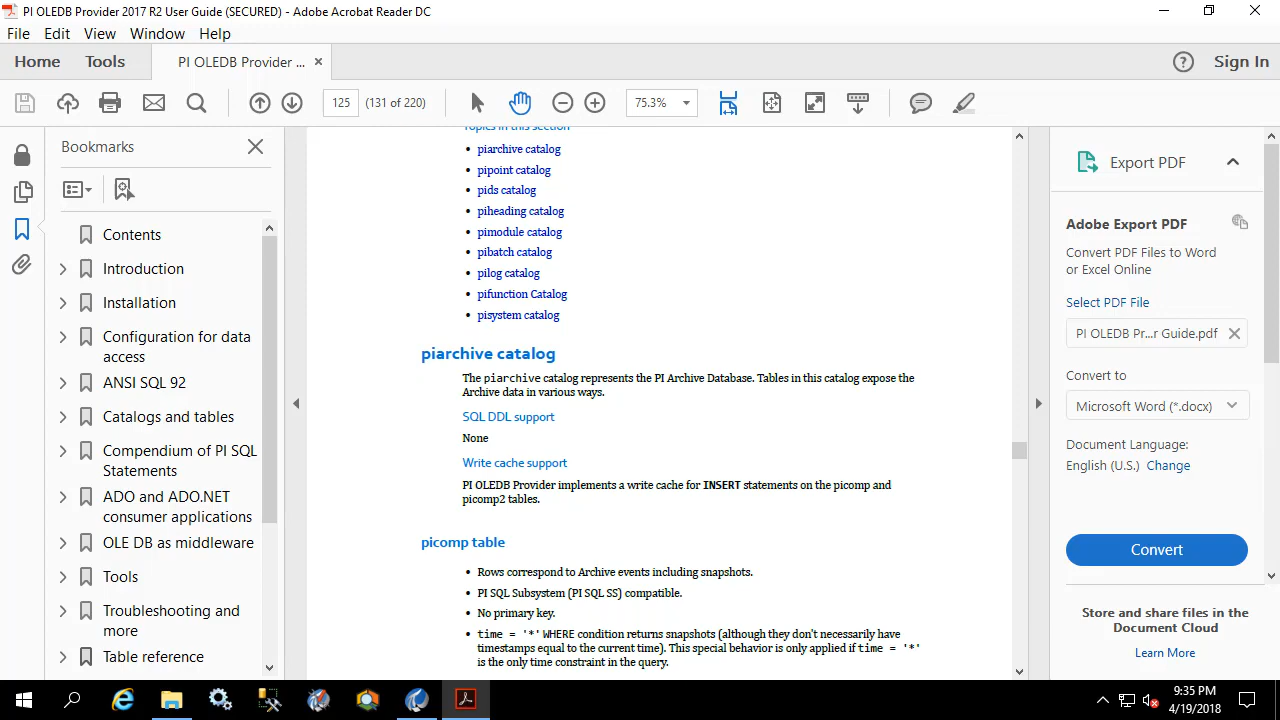 PI OLEDB Provider 2017 R2 User Guide (SECURED) - Adobe Acrobat Reader DC
File Edit View Window Help
Home Tools PI OLEDB Provider ... × Sign In
125 (131 of 220) 75.3%
Bookmarks
Contents
Introduction
Installation
Configuration for data
access
ANSI SQL 92
Catalogs and tables
Compendium of PI SQL
Statements
ADO and ADO.NET
consumer applications
OLE DB as middleware
Tools
Troubleshooting and
more
Table reference
Topics in this section
• piarchive catalog
• pipoint catalog
• pids catalog
• piheading catalog
• pimodule catalog
• pibatch catalog
• pilog catalog
• pifunction Catalog
• pisystem catalog
piarchive catalog
The piarchive catalog represents the PI Archive Database. Tables in this catalog expose the
Archive data in various ways.
SQL DDL support
None
Write cache support
PI OLEDB Provider implements a write cache for INSERT statements on the picomp and
picomp2 tables.
picomp table
• Rows correspond to Archive events including snapshots.
• PI SQL Subsystem (PI SQL SS) compatible.
• No primary key.
• time = '*' WHERE condition returns snapshots (although they don't necessarily have
timestamps equal to the current time). This special behavior is only applied if time = '*'
is the only time constraint in the query.
Export PDF
Adobe Export PDF
Convert PDF Files to Word
or Excel Online
Select PDF File
PI OLEDB Pr...r Guide.pdf
Convert to
Microsoft Word (*.docx)
Document Language:
English (U.S.) Change
Convert
Store and share files in the
Document Cloud
Learn More
9:35 PM
4/19/2018